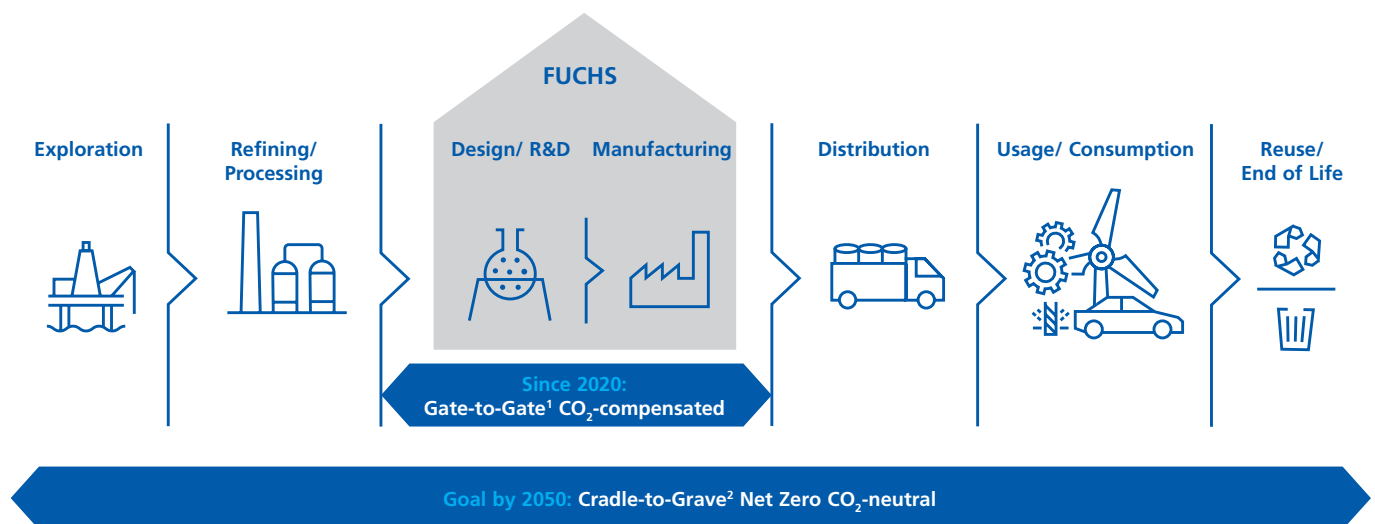 FUCHS
Exploration
Refining/
Processing
Design/ R&D
Manufacturing
Distribution
Usage/ Consumption
Reuse/
End of Life
Since 2020:
Gate-to-Gate¹ CO₂-compensated
Goal by 2050: Cradle-to-Grave² Net Zero CO₂-neutral